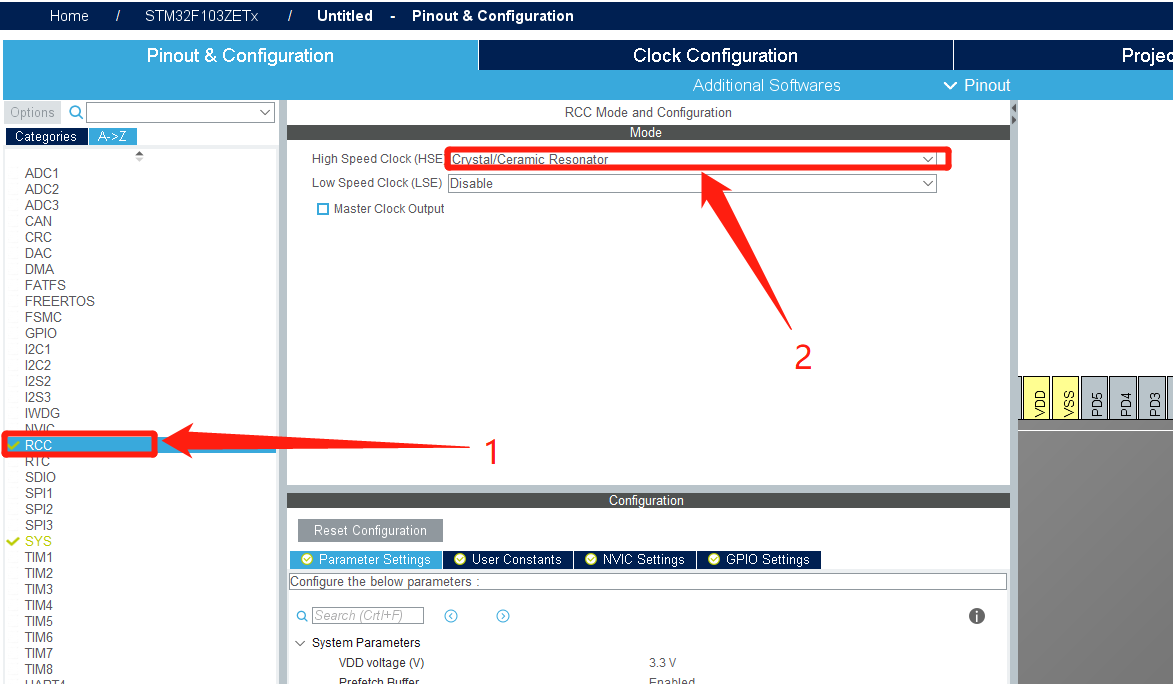 Home / STM32F103ZETx / Untitled - Pinout & Configuration
Pinout & Configuration
Clock Configuration
Additional Softwares
Pinout
Options
Categories
A->Z
ADC1
ADC2
ADC3
CAN
CRC
DAC
DMA
FATFS
FREERTOS
FSMC
GPIO
I2C1
I2C2
I2S2
I2S3
IWDG
NVIC
RCC
RTC
SDIO
SPI1
SPI2
SPI3
SYS
TIM1
TIM2
TIM3
TIM4
TIM5
TIM6
TIM7
TIM8
RCC Mode and Configuration
Mode
High Speed Clock (HSE Crystal/Ceramic Resonator
Low Speed Clock (LSE) Disable
Master Clock Output
2
1
Configuration
Reset Configuration
Parameter Settings
User Constants
NVIC Settings
GPIO Settings
Configure the below parameters :
Search (Crtl+F)
System Parameters
VDD voltage (V) 3.3 V
Prefetch Buffer Enabled
VDD
VSS
PD5
PD4
PD3